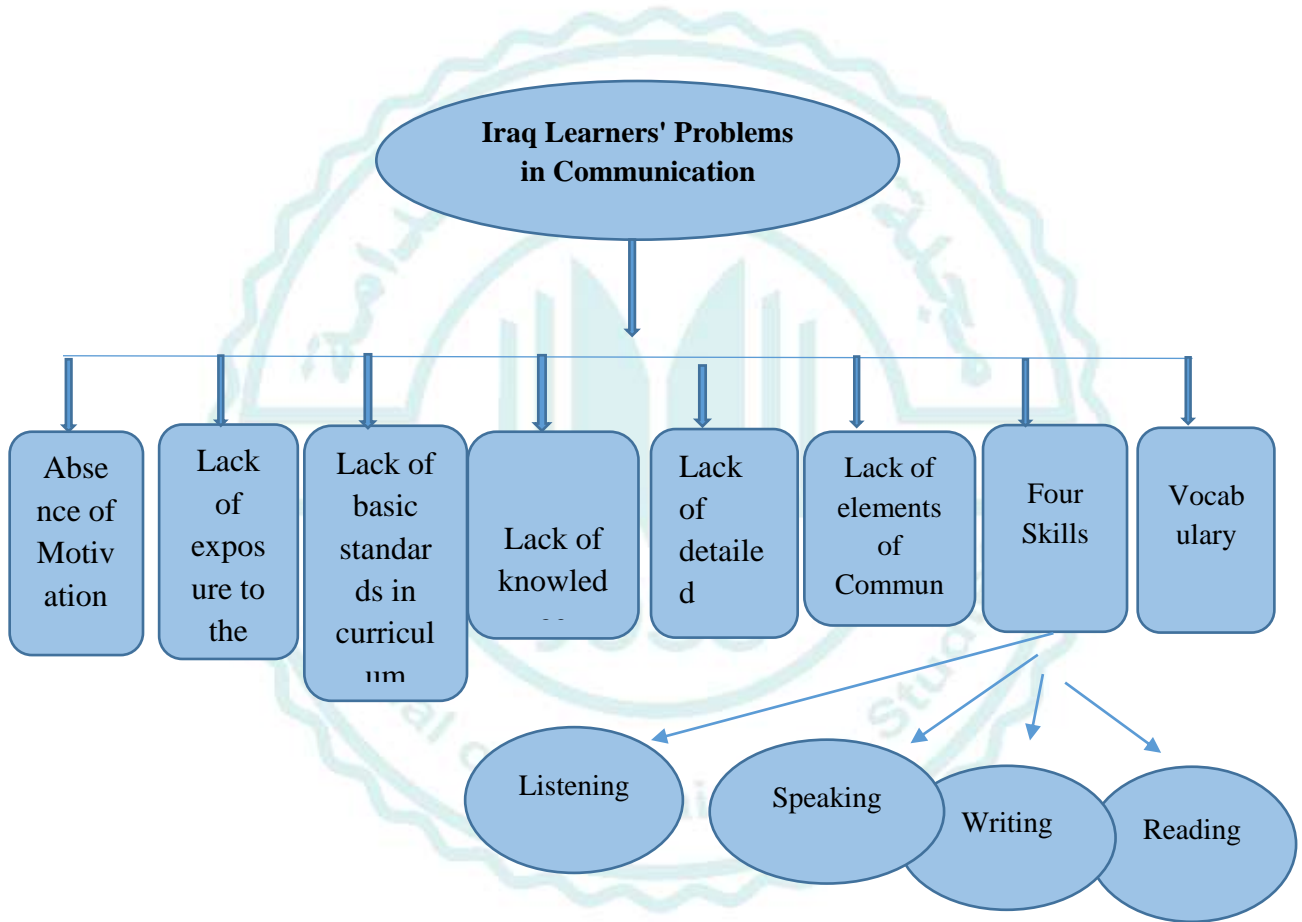 Iraq Learners' Problems
in Communication
Abse
nce of
Motiv
ation
Lack
of
expos
ure to
the
Lack of
basic
standar
ds in
curricul
um
Lack of
knowled
Lack
of
detaile
d
Lack of
elements
of
Commun
Four
Skills
Vocab
ulary
Listening
Speaking
Writing
Reading